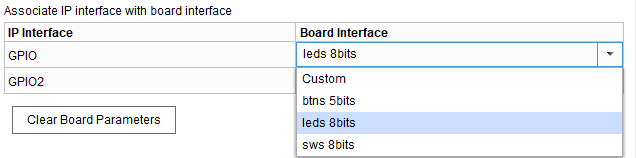 Associate IP interface with board interface
IP Interface Board Interface
GPIO leds 8bits
GPIO2
Custom
btns 5bits
leds 8bits
sws 8bits
Clear Board Parameters